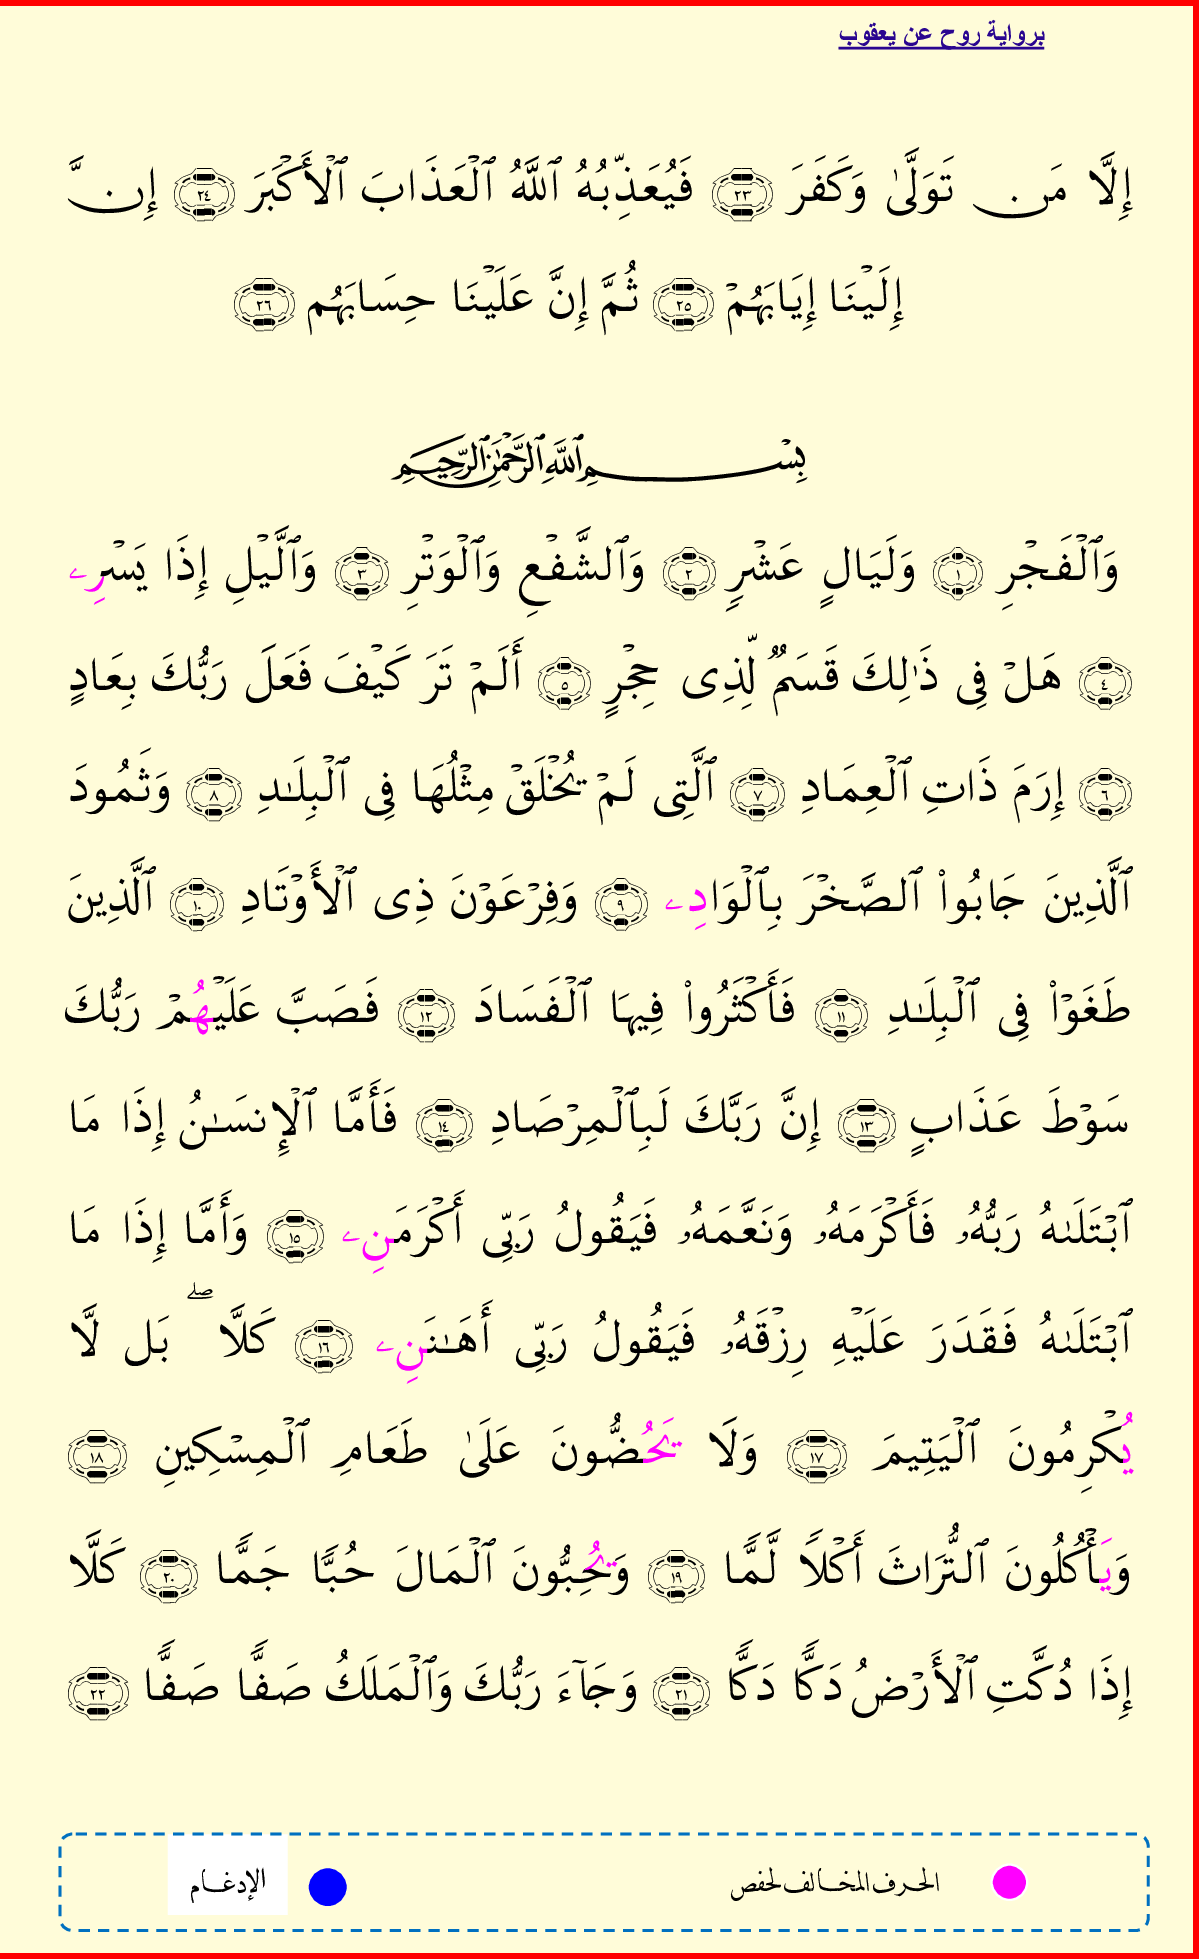 برواية روح عن يعقوب
إِلَّا مَن تَوَلَّىٰ وَكَفَرَ ٢٣ فَيُعَذِّبُهُ ٱللَّهُ ٱلْعَذَابَ ٱلْأَكْبَرَ ٢٤ إِنَّ
إِلَيْنَا إِيَابَهُمْ ٢٥ ثُمَّ إِنَّ عَلَيْنَا حِسَابَهُم ٢٦
بِسْمِ ٱللَّهِ ٱلرَّحْمَٰنِ ٱلرَّحِيمِ
وَٱلْفَجْرِ ١ وَلَيَالٍ عَشْرٍ ٢ وَٱلشَّفْعِ وَٱلْوَتْرِ ٣ وَٱلَّيْلِ إِذَا يَسْرِۦ
٤ هَلْ فِى ذَٰلِكَ قَسَمٌ لِّذِى حِجْرٍ ٥ أَلَمْ تَرَ كَيْفَ فَعَلَ رَبُّكَ بِعَادٍ
٦ إِرَمَ ذَاتِ ٱلْعِمَادِ ٧ ٱلَّتِى لَمْ يُخْلَقْ مِثْلُهَا فِى ٱلْبِلَـٰدِ ٨ وَثَمُودَ
ٱلَّذِينَ جَابُوا۟ ٱلصَّخْرَ بِٱلْوَادِۦ ٩ وَفِرْعَوْنَ ذِى ٱلْأَوْتَادِ ١٠ ٱلَّذِينَ
طَغَوْا۟ فِى ٱلْبِلَـٰدِ ١١ فَأَكْثَرُوا۟ فِيهَا ٱلْفَسَادَ ١٢ فَصَبَّ عَلَيْهُمْ رَبُّكَ
سَوْطَ عَذَابٍ ١٣ إِنَّ رَبَّكَ لَبِٱلْمِرْصَادِ ١٤ فَأَمَّا ٱلْإِنسَـٰنُ إِذَا مَا
ٱبْتَلَىٰهُ رَبُّهُۥ فَأَكْرَمَهُۥ وَنَعَّمَهُۥ فَيَقُولُ رَبِّى أَكْرَمَنِۦ ١٥ وَأَمَّا إِذَا مَا
ٱبْتَلَىٰهُ فَقَدَرَ عَلَيْهِ رِزْقَهُۥ فَيَقُولُ رَبِّى أَهَـٰنَنِۦ ١٦ كَلَّا ۖ بَل لَّا
يُكْرِمُونَ ٱلْيَتِيمَ ١٧ وَلَا يَحُضُّونَ عَلَىٰ طَعَامِ ٱلْمِسْكِينِ ١٨
وَيَأْكُلُونَ ٱلتُّرَاثَ أَكْلًا لَّمًّا ١٩ وَيُحِبُّونَ ٱلْمَالَ حُبًّا جَمًّا ٢٠ كَلَّا
إِذَا دُكَّتِ ٱلْأَرْضُ دَكًّا دَكًّا ٢١ وَجَآءَ رَبُّكَ وَٱلْمَلَكُ صَفًّا صَفًّا ٢٢
الحرف المخالف لحفص الإدغام